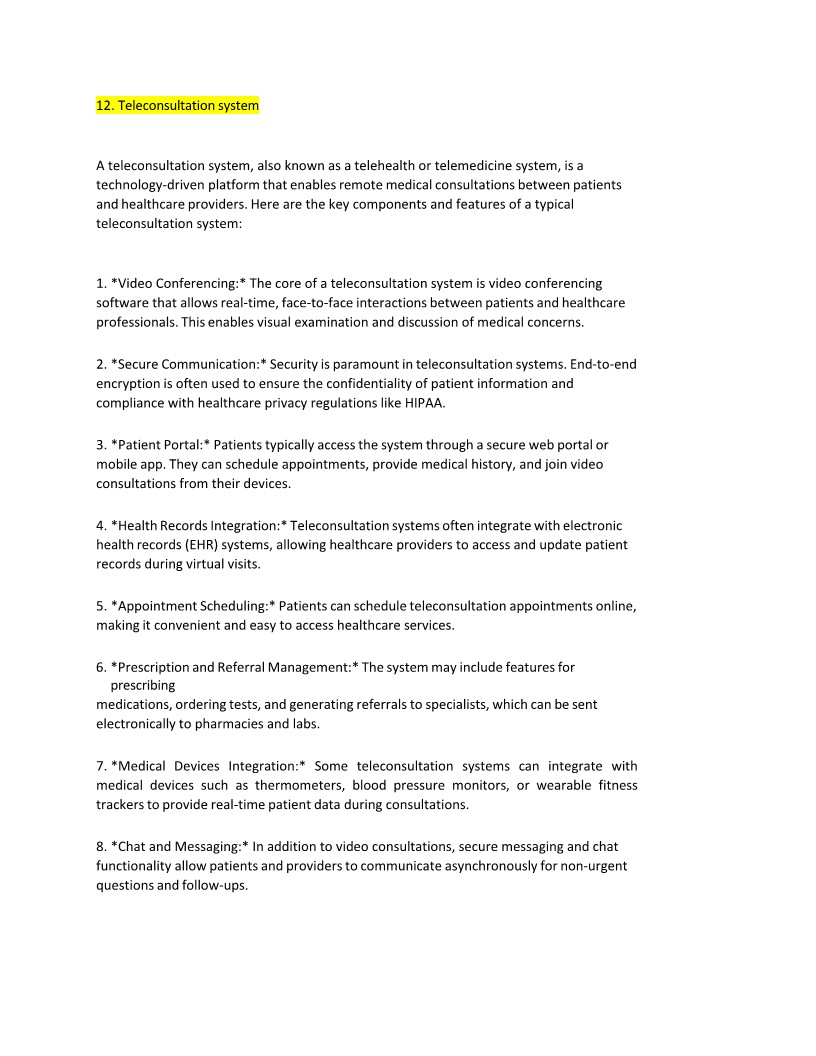 12. Teleconsultation system
A teleconsultation system, also known as a telehealth or telemedicine system, is a
technology-driven platform that enables remote medical consultations between patients
and healthcare providers. Here are the key components and features of a typical
teleconsultation system:
1. *Video Conferencing:* The core of a teleconsultation system is video conferencing
software that allows real-time, face-to-face interactions between patients and healthcare
professionals. This enables visual examination and discussion of medical concerns.
2. *Secure Communication:* Security is paramount in teleconsultation systems. End-to-end
encryption is often used to ensure the confidentiality of patient information and
compliance with healthcare privacy regulations like HIPAA.
3. *Patient Portal:* Patients typically access the system through a secure web portal or
mobile app. They can schedule appointments, provide medical history, and join video
consultations from their devices.
4. *Health Records Integration:* Teleconsultation systems often integrate with electronic
health records (EHR) systems, allowing healthcare providers to access and update patient
records during virtual visits.
5. *Appointment Scheduling:* Patients can schedule teleconsultation appointments online,
making it convenient and easy to access healthcare services.
6. *Prescription and Referral Management:* The system may include features for
prescribing
medications, ordering tests, and generating referrals to specialists, which can be sent
electronically to pharmacies and labs.
7. *Medical Devices Integration:* Some teleconsultation systems can integrate with
medical devices such as thermometers, blood pressure monitors, or wearable fitness
trackers to provide real-time patient data during consultations.
8. *Chat and Messaging:* In addition to video consultations, secure messaging and chat
functionality allow patients and providers to communicate asynchronously for non-urgent
questions and follow-ups.